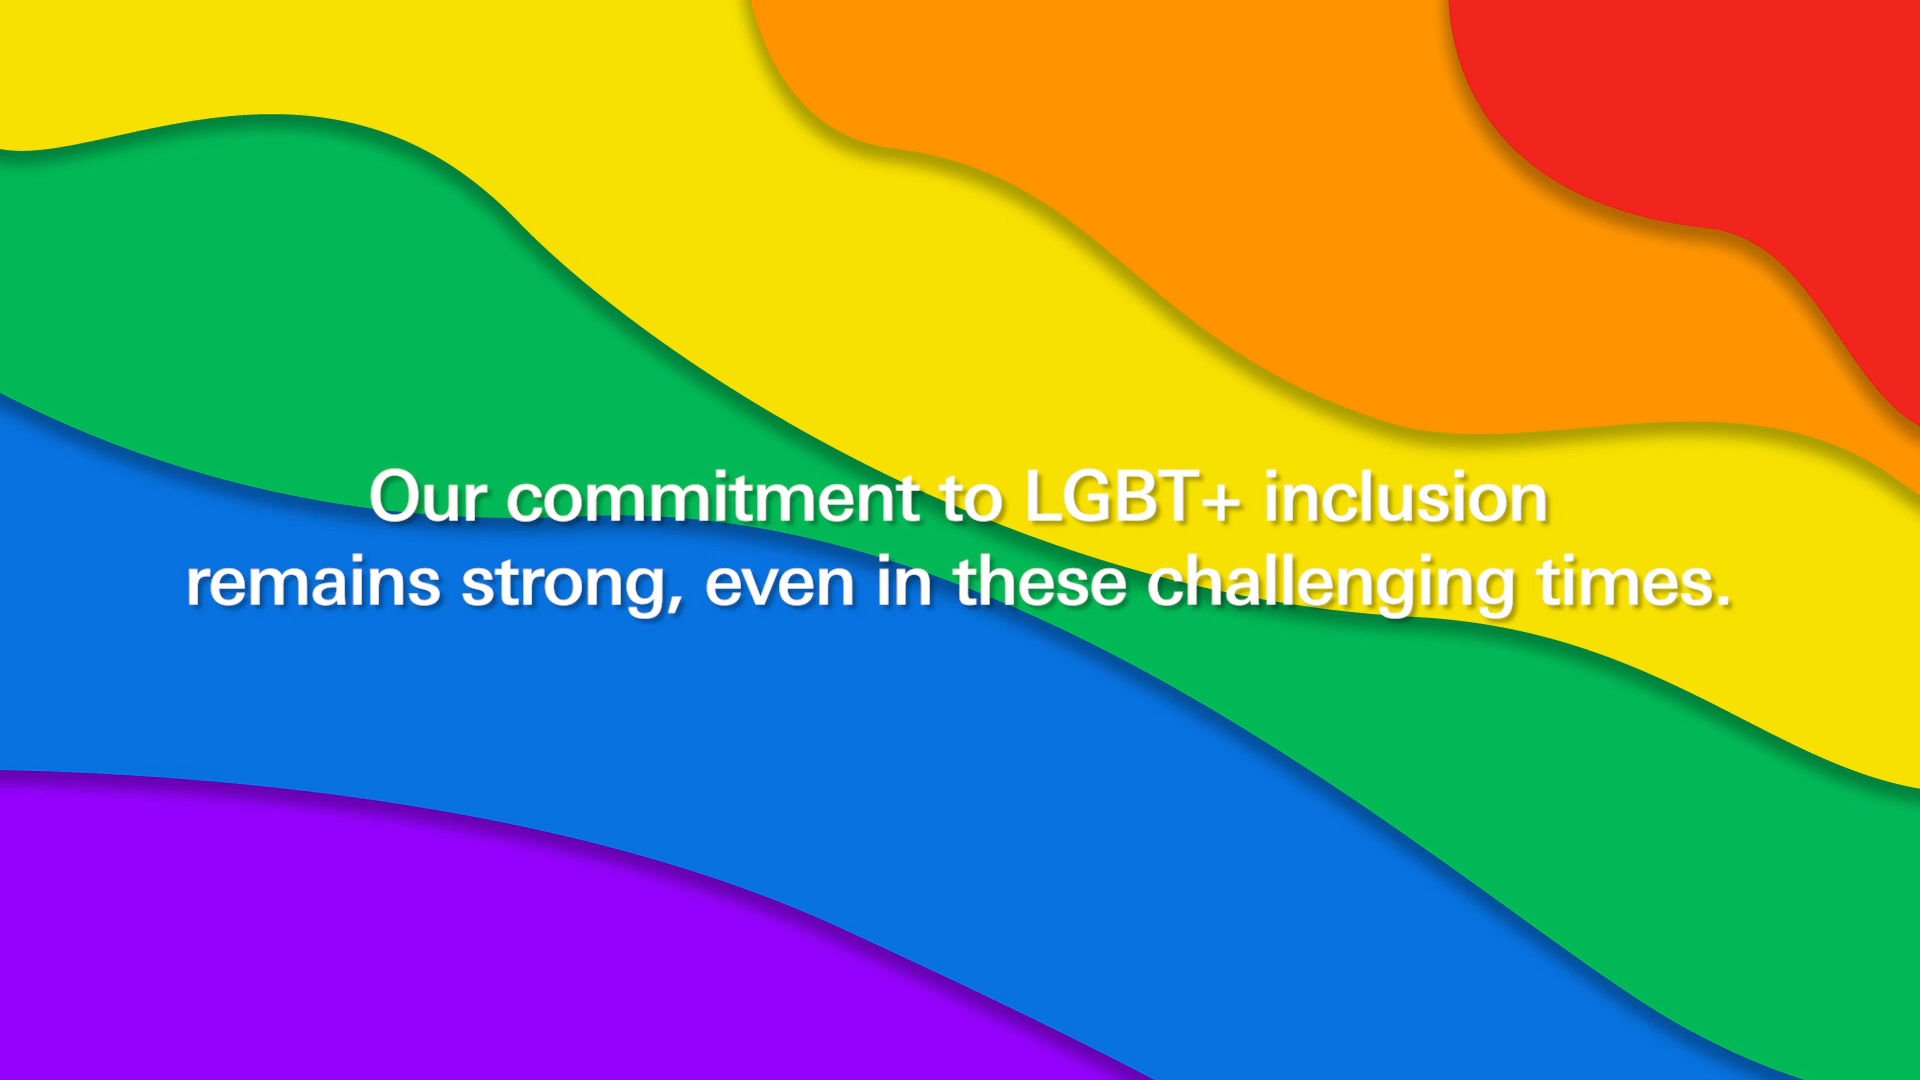 Our commitment to LGBT+ inclusion
remains strong, even in these challenging times.